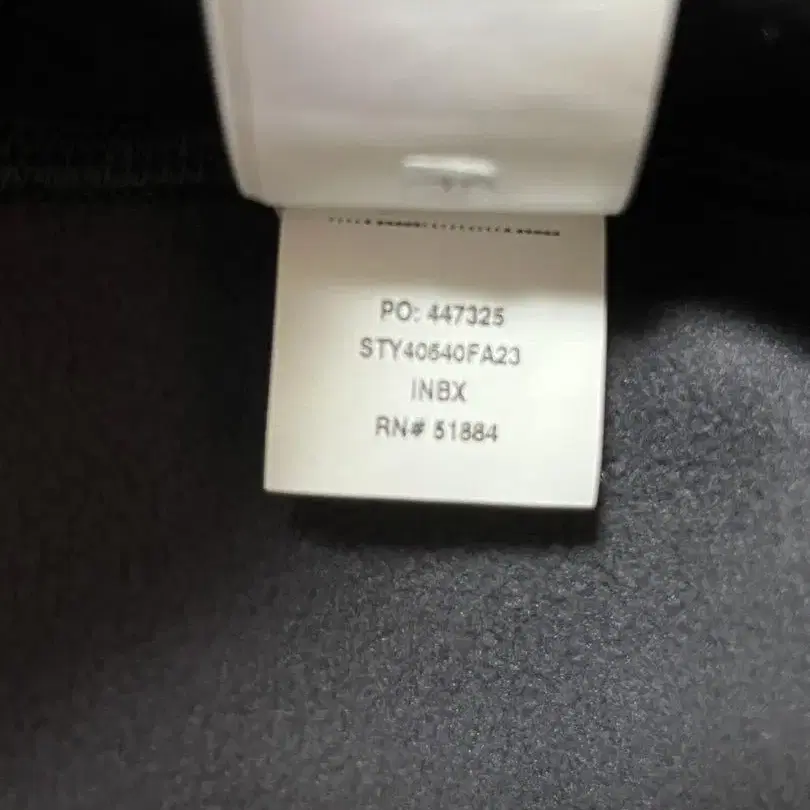 PO: 447325
STY40540FA23
INBX
RN# 51884